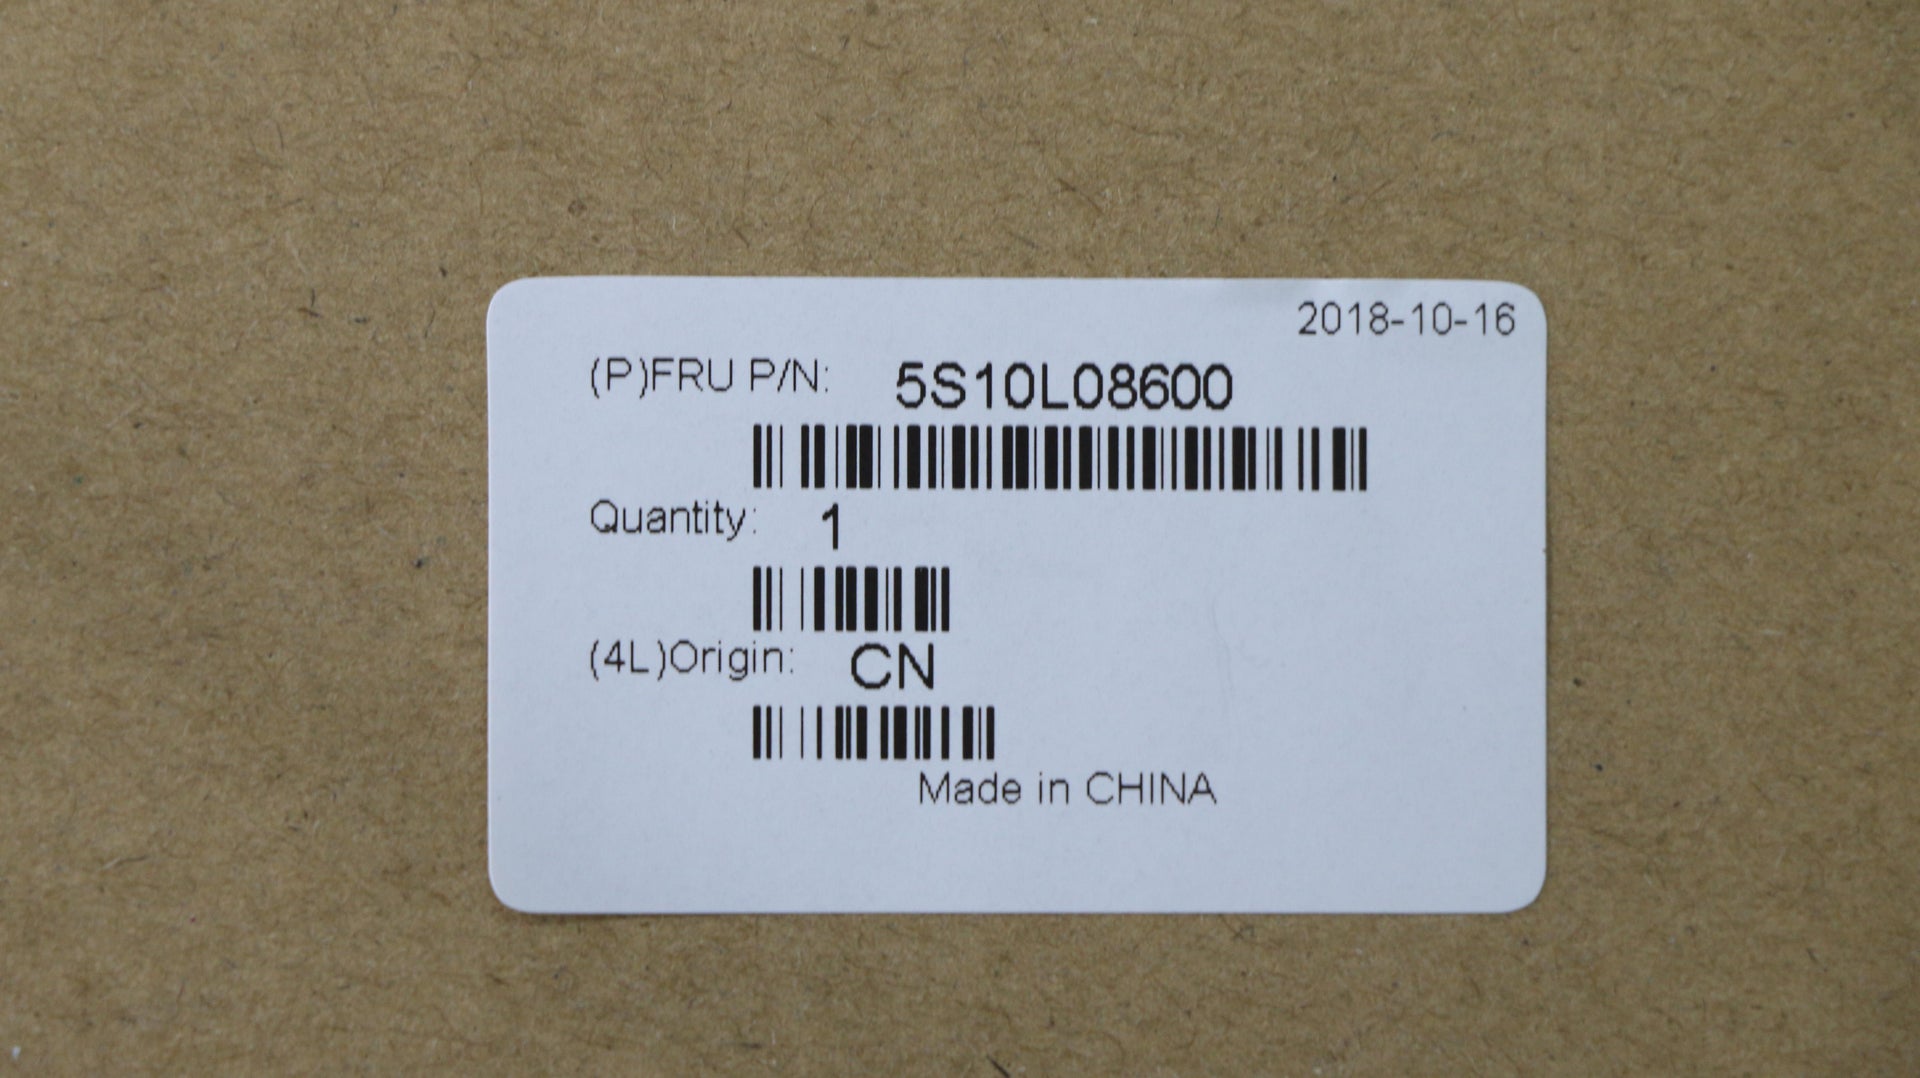 2018-10-16
(P)FRU P/N: 5S10L08600
Quantity: 1
(4L)Origin: CN
Made in CHINA